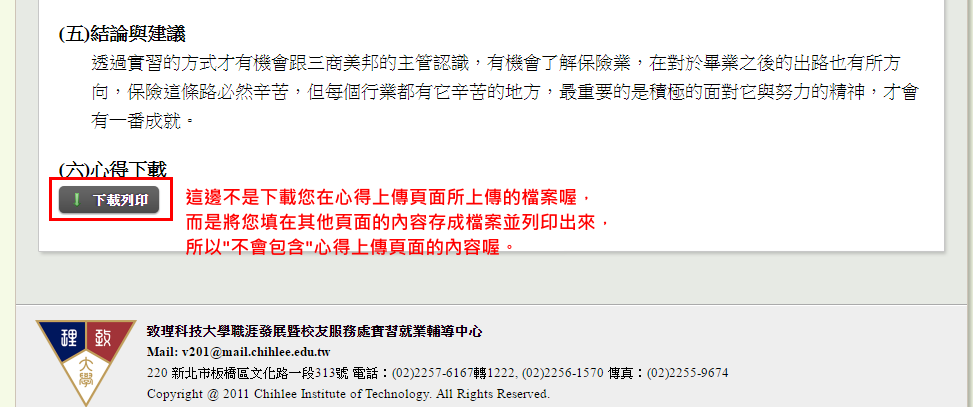 (五)結論與建議
透過實習的方式才有機會跟三商美邦的主管認識，有機會了解保險業，在對於畢業之後的出路也有所方
向，保險這條路必然辛苦，但每個行業都有它辛苦的地方，最重要的是積極的面對它與努力的精神，才會
有一番成就。
(六)心得下載
! 下載列印
這邊不是下載您在心得上傳頁面所上傳的檔案喔，
而是將您填在其他頁面的內容存成檔案並列印出來，
所以"不會包含"心得上傳頁面的內容喔。
理 致
大學
致理科技大學職涯發展暨校友服務處實習就業輔導中心
Mail: v201@mail.chihlee.edu.tw
220 新北市板橋區文化路一段313號 電話：(02)2257-6167轉1222, (02)2256-1570 傳真：(02)2255-9674
Copyright @ 2011 Chihlee Institute of Technology. All Rights Reserved.